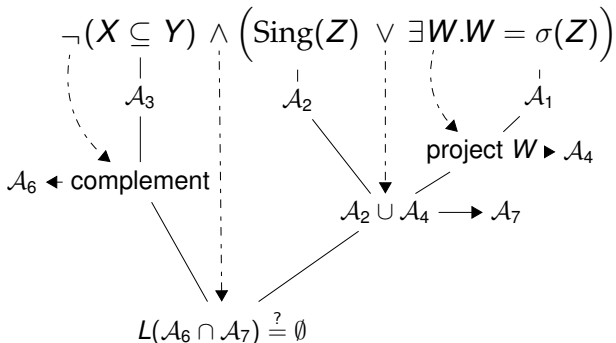 ¬(X ⊆ Y) ∧ (Sing(Z) ∨ ∃W.W = σ(Z))
A₃ A₂ A₁
project W A₄
A₆ complement
A₂ ∪ A₄ A₇
L(A₆ ∩ A₇) ≟ ∅